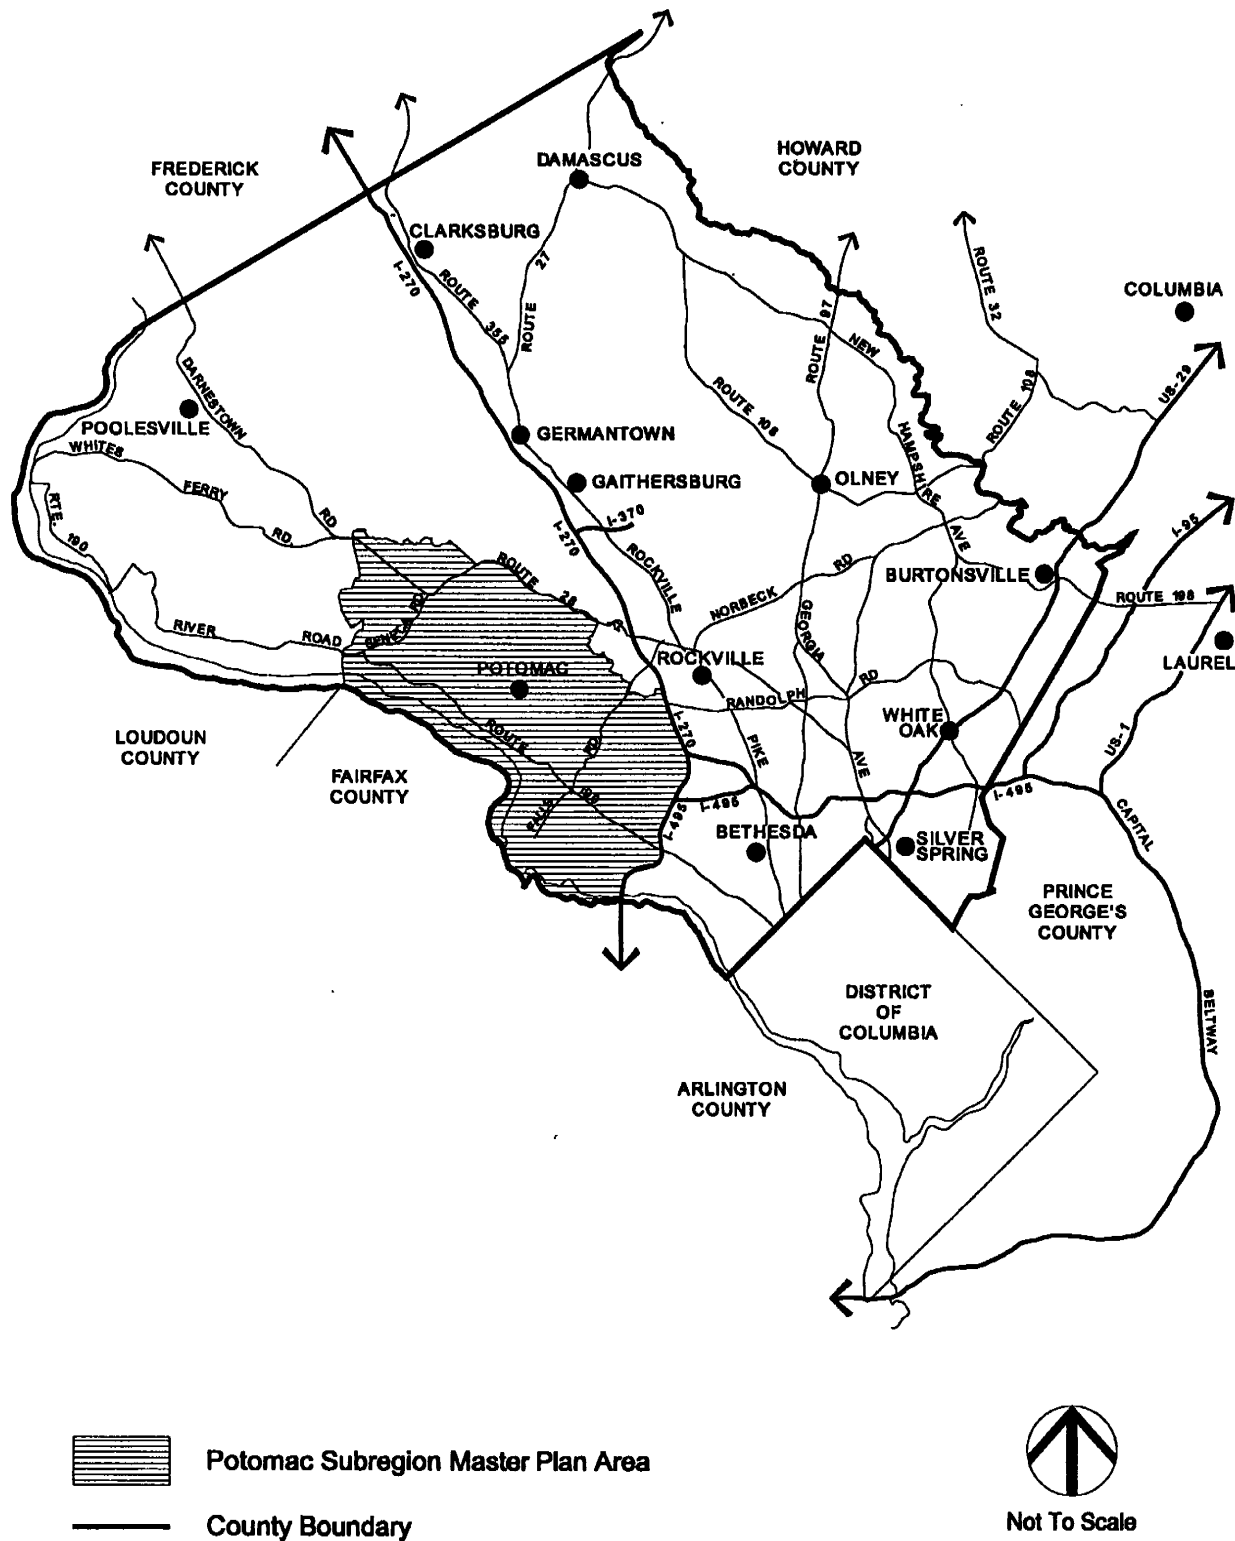 HOWARD
COUNTY
DAMASCUS
FREDERICK
COUNTY
CLARKSBURG
I-270
ROUTE 355
ROUTE 27
ROUTE 97
NEW HAMPSHIRE AVE
ROUTE 32
COLUMBIA
US-29
ROUTE 108
ROUTE 108
DARNESTOWN RD
POOLESVILLE
WHITES FERRY RD.
GERMANTOWN
GAITHERSBURG
OLNEY
I-95
RTE. 190
I-370
I-270
ROCKVILLE PIKE
NORBECK RD
BURTONSVILLE
ROUTE 198
ROUTE 28
GEORGIA AVE
RIVER ROAD
SENECA RD
LAUREL
POTOMAC
ROCKVILLE
RANDOLPH RD
WHITE
OAK
I-270
US-1
LOUDOUN
COUNTY
FAIRFAX
COUNTY
ROUTE 190
FALLS RD
I-495
I-495
I-495
CAPITAL BELTWAY
BETHESDA
SILVER
SPRING
PRINCE
GEORGE'S
COUNTY
DISTRICT
OF
COLUMBIA
ARLINGTON
COUNTY
Potomac Subregion Master Plan Area
County Boundary
Not To Scale